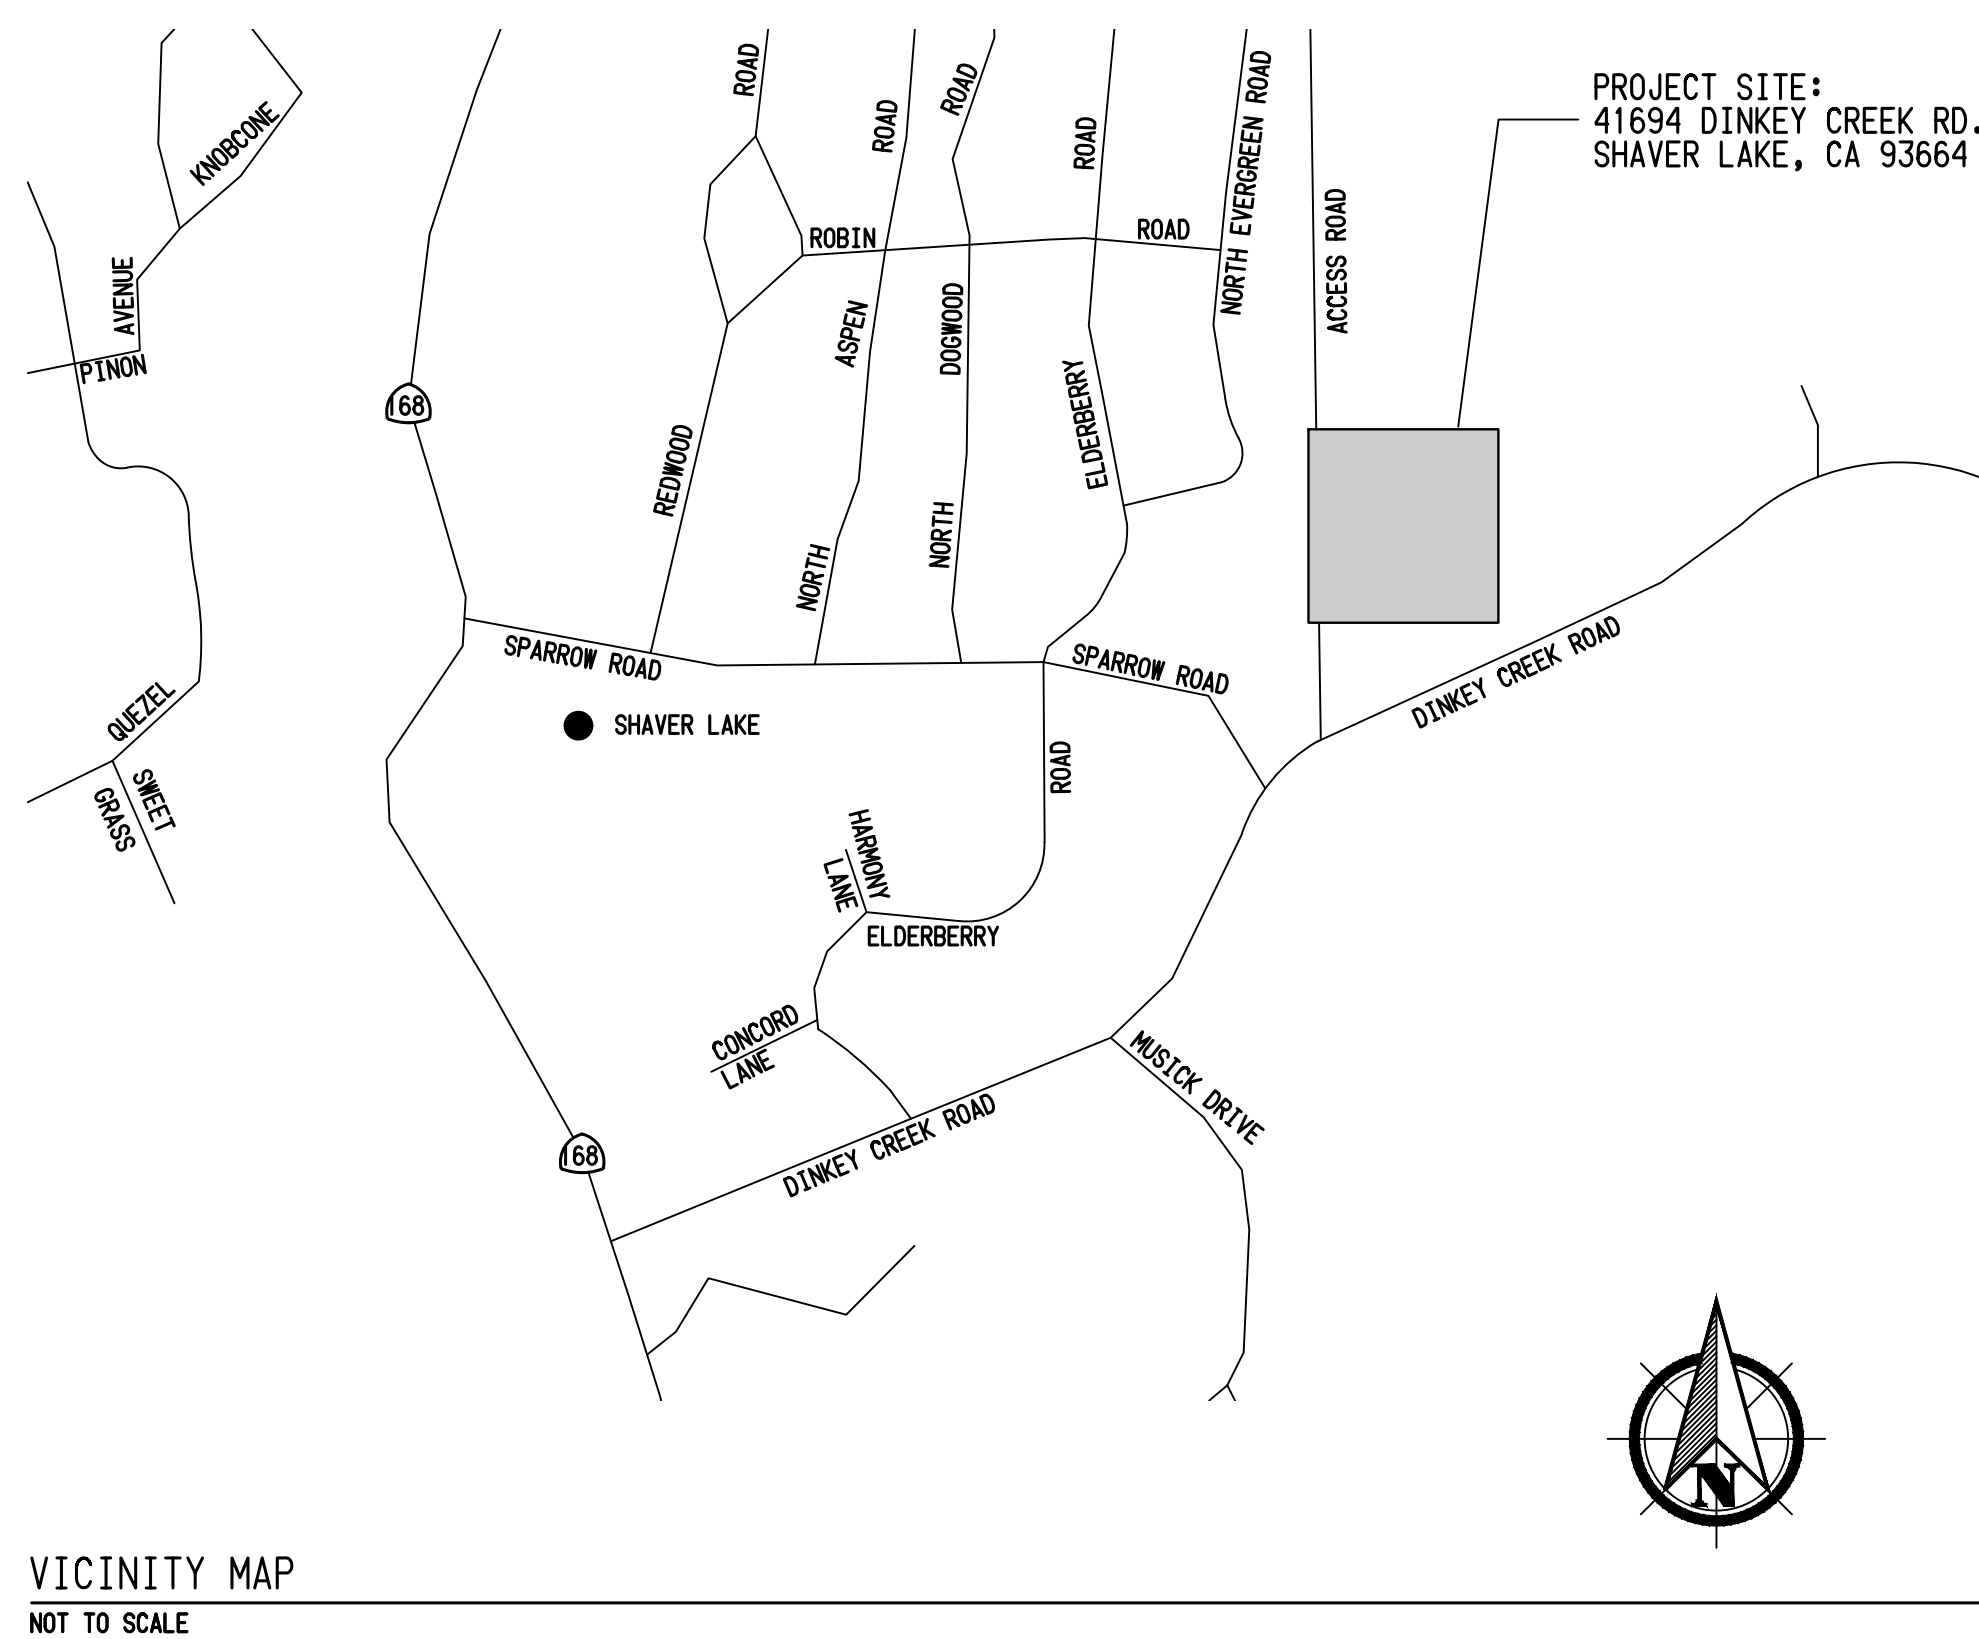 PROJECT SITE:
41694 DINKEY CREEK RD.
SHAVER LAKE, CA 93664
ROAD
ROAD
ROAD
ROAD
NORTH EVERGREEN ROAD
ACCESS ROAD
KNOBCONE
AVENUE
PINON
ROBIN
ROAD
ASPEN
DOGWOOD
ELDERBERRY
168
REDWOOD
NORTH
NORTH
SPARROW ROAD
SPARROW ROAD
DINKEY CREEK ROAD
QUEZEL
SWEET
GRASS
SHAVER LAKE
ROAD
HARMONY
LANE
ELDERBERRY
CONCORD
LANE
MUSICK DRIVE
DINKEY CREEK ROAD
168
N
VICINITY MAP
NOT TO SCALE